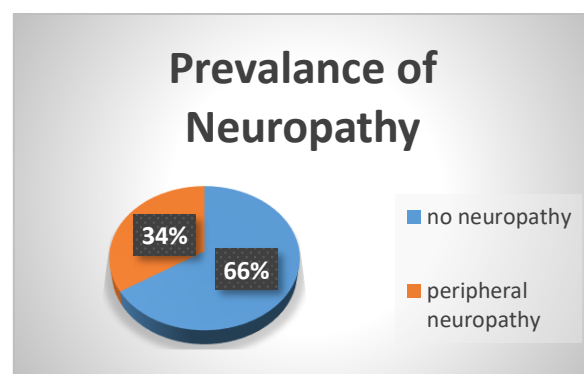 Prevalance of
Neuropathy
34%
66%
no neuropathy
peripheral
neuropathy